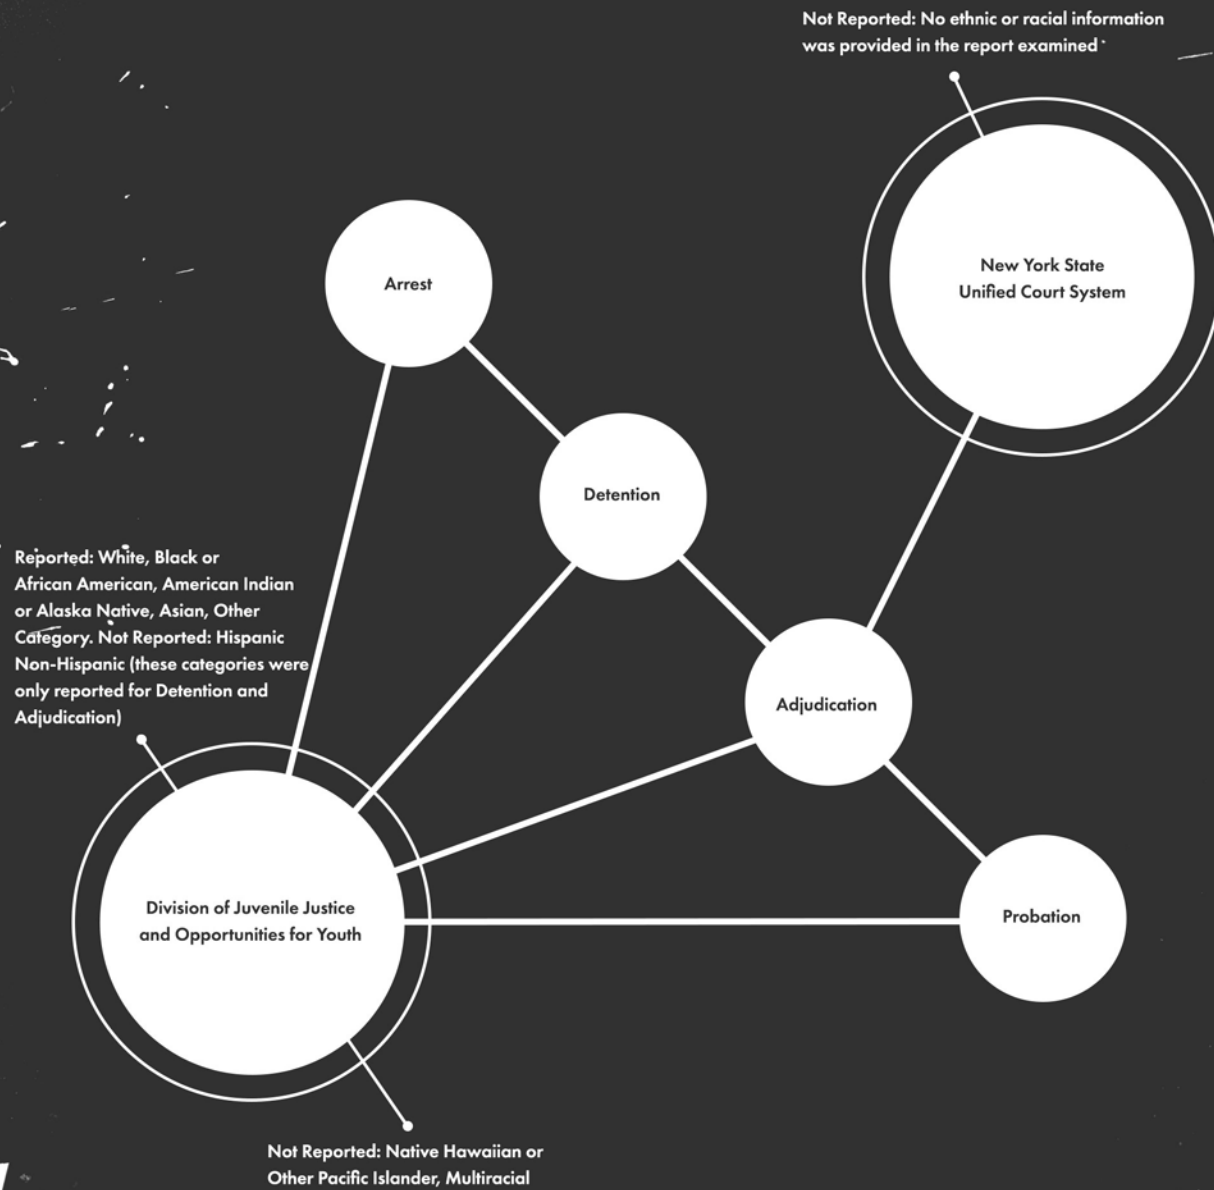 Not Reported: No ethnic or racial information
was provided in the report examined
New York State
Unified Court System
Arrest
Detention
Reported: White, Black or
African American, American Indian
or Alaska Native, Asian, Other
Category. Not Reported: Hispanic
Non-Hispanic (these categories were
only reported for Detention and
Adjudication)
Adjudication
Division of Juvenile Justice
and Opportunities for Youth
Probation
Not Reported: Native Hawaiian or
Other Pacific Islander, Multiracial